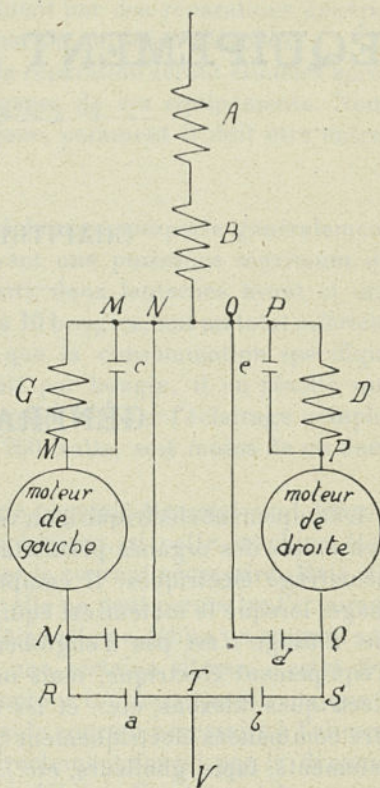 A
B
M N Q P
c e
G D
M P
moteur de gauche
moteur de droite
N d Q
R a T b S
V